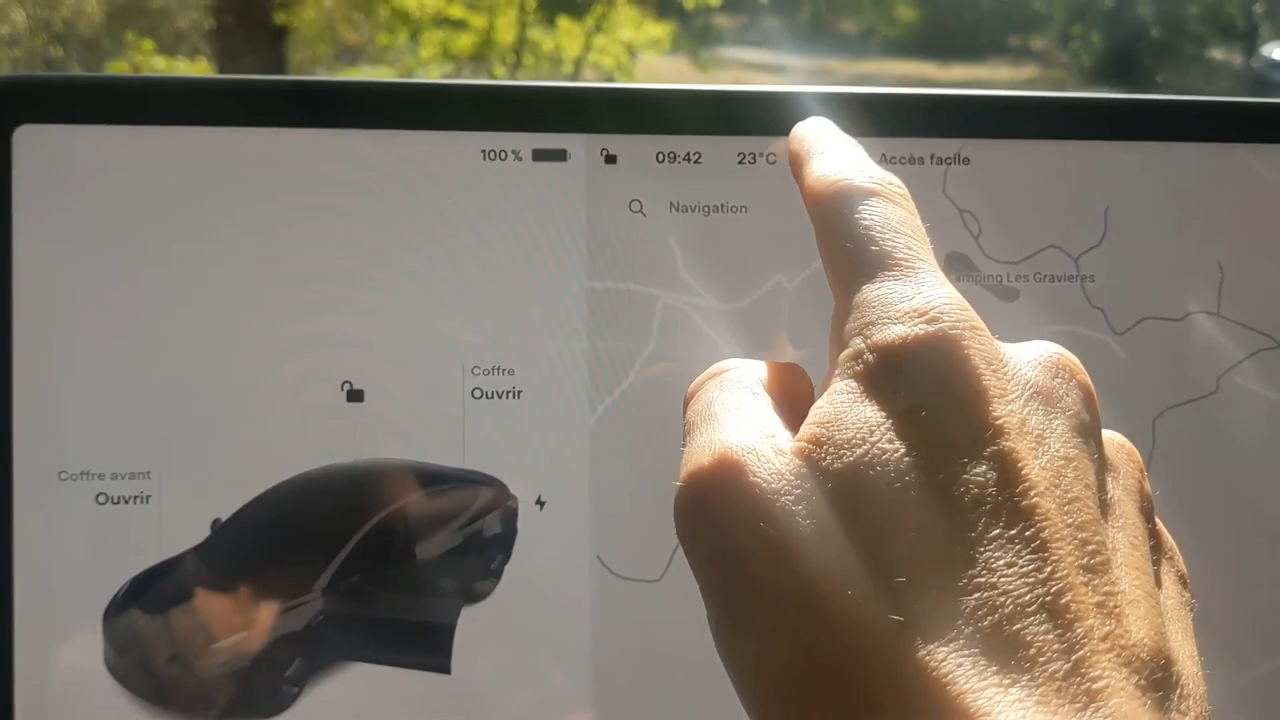 100 %
09:42
23°C
Accès facile
Navigation
amping Les Gravieres
Coffre
Ouvrir
Coffre avant
Ouvrir